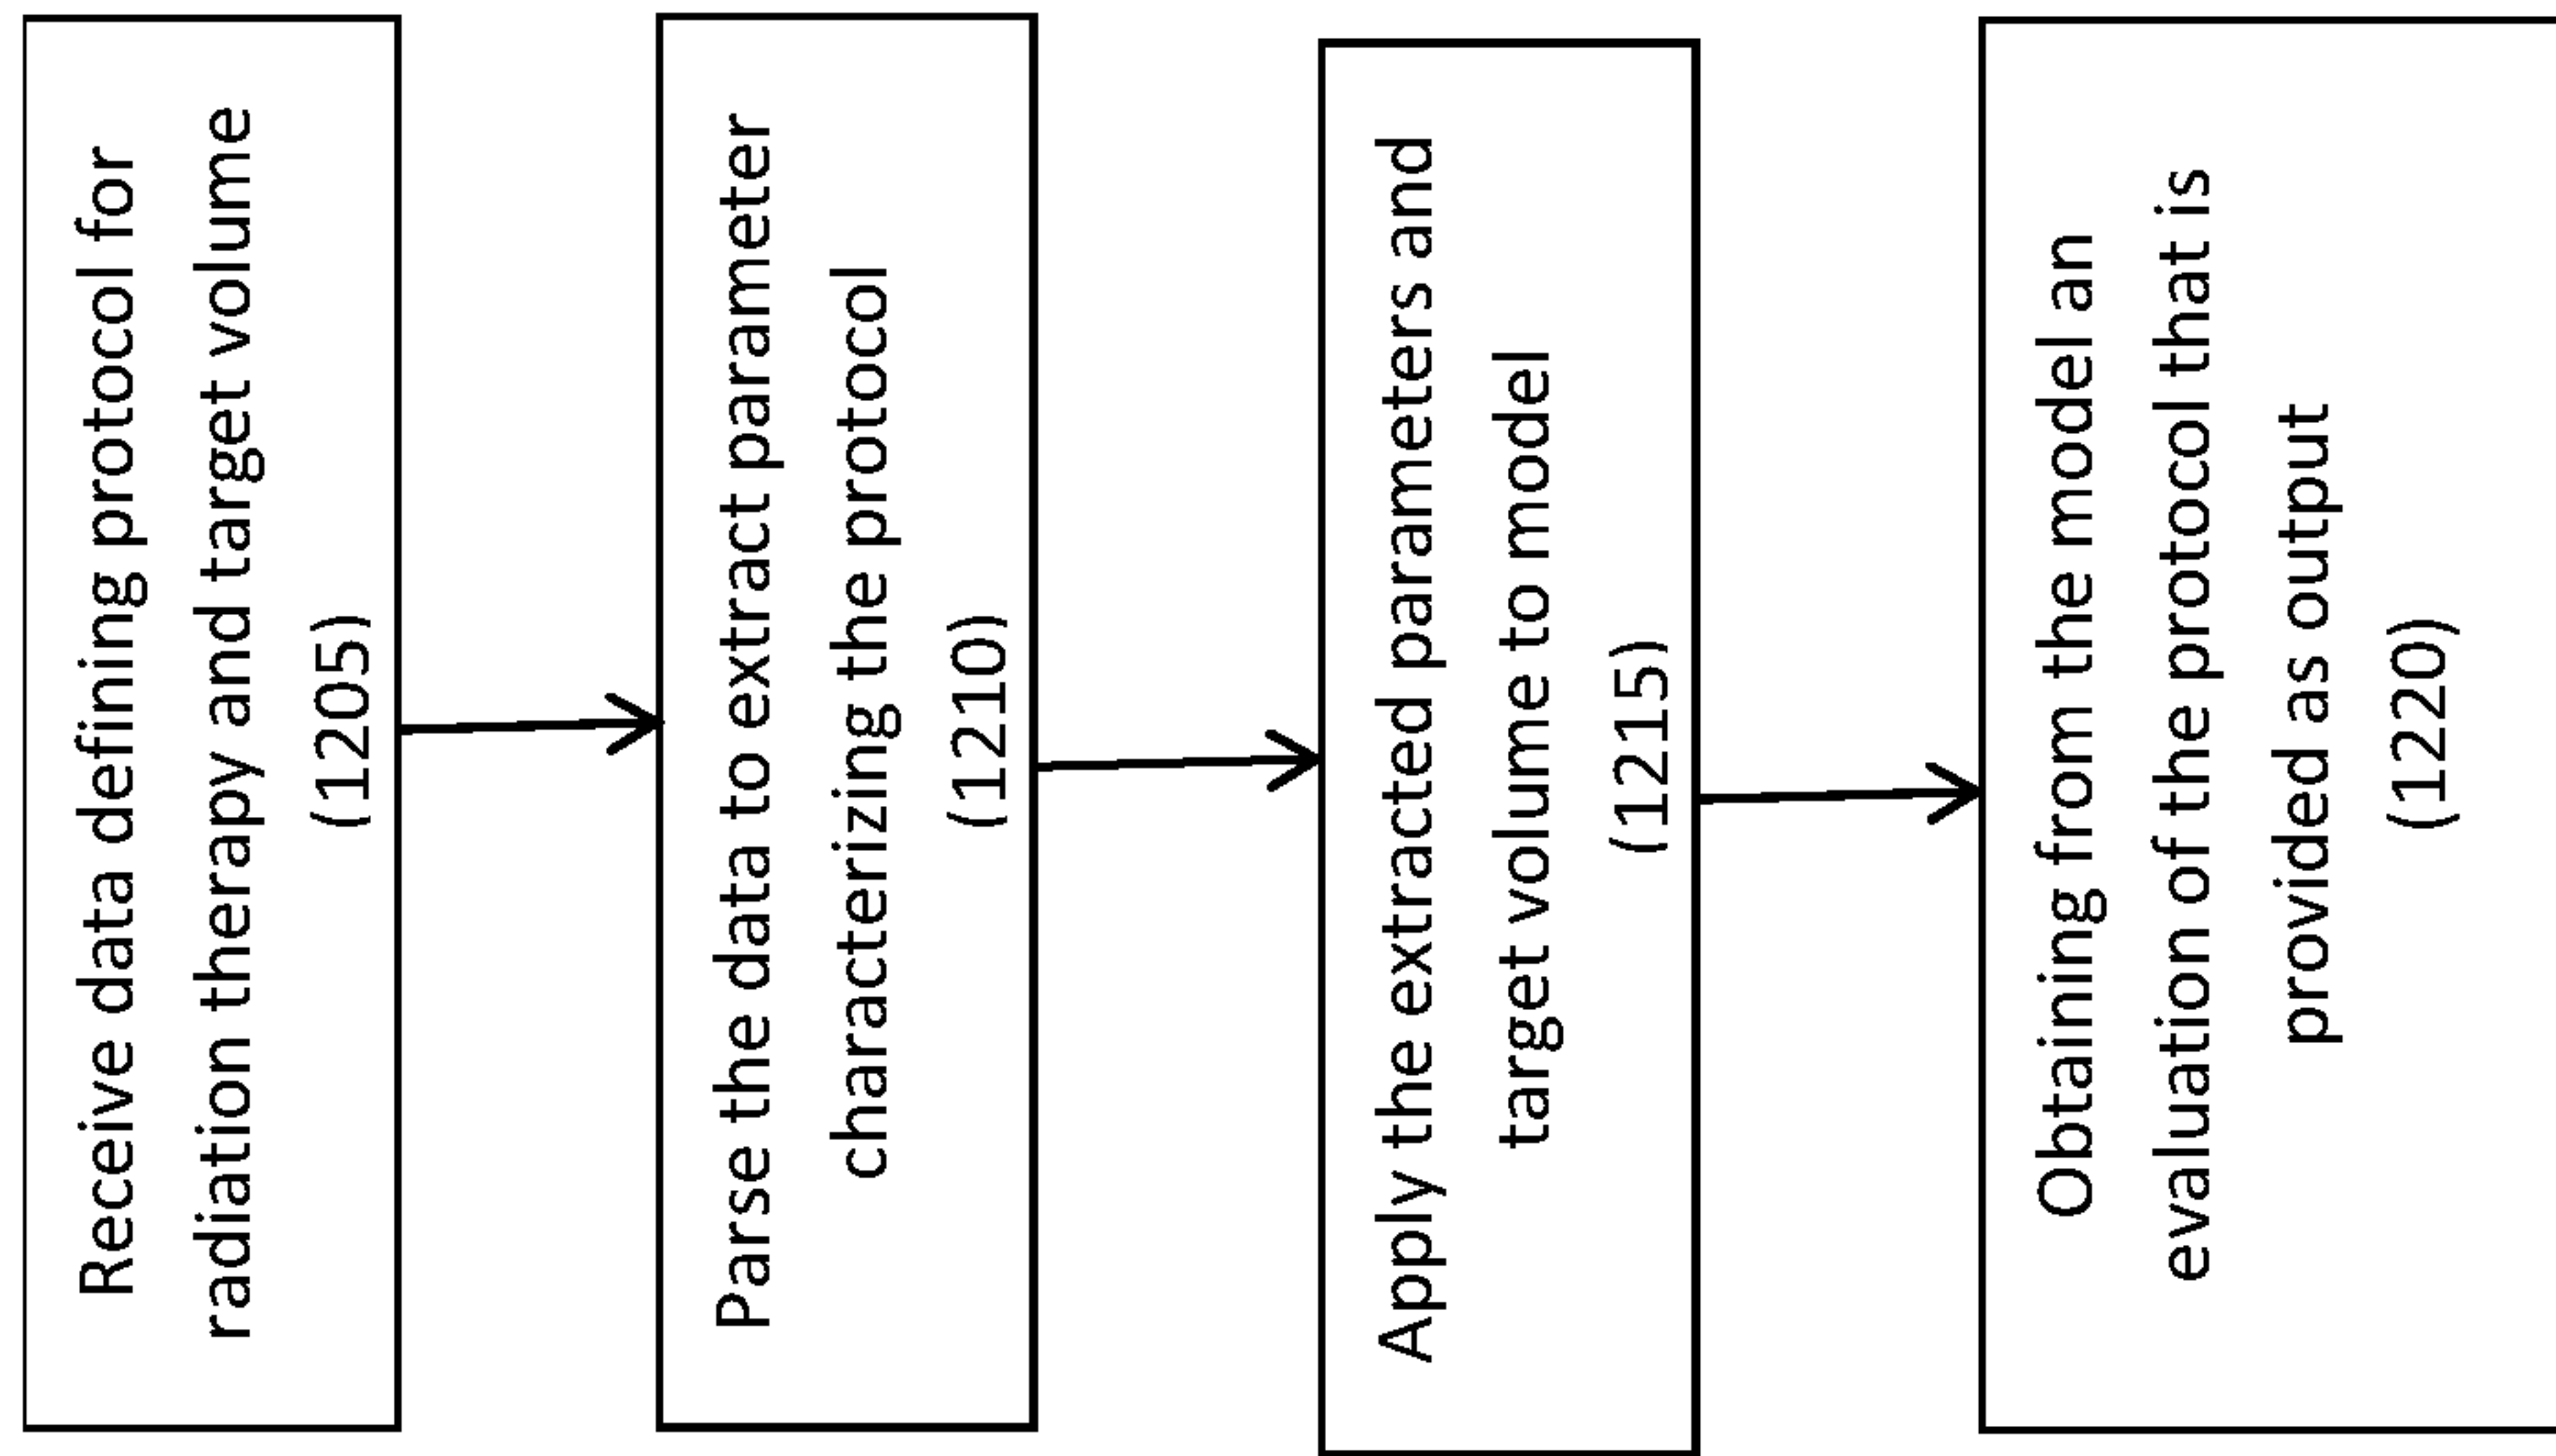 Receive data defining protocol for
radiation therapy and target volume
(1205)
Parse the data to extract parameter
characterizing the protocol
(1210)
Apply the extracted parameters and
target volume to model
(1215)
Obtaining from the model an
evaluation of the protocol that is
provided as output
(1220)